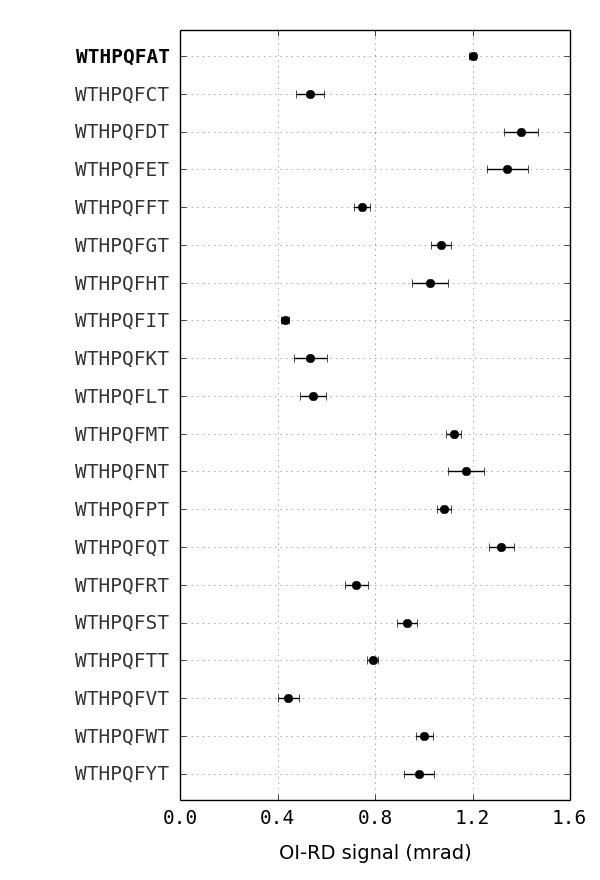 WTHPQFAT
WTHPQFCT
WTHPQFDT
WTHPQFET
WTHPQFFT
WTHPQFGT
WTHPQFHT
WTHPQFIT
WTHPQFKT
WTHPQFLT
WTHPQFMT
WTHPQFNT
WTHPQFPT
WTHPQFQT
WTHPQFRT
WTHPQFST
WTHPQFTT
WTHPQFVT
WTHPQFWT
WTHPQFYT
0.0 0.4 0.8 1.2 1.6
OI-RD signal (mrad)